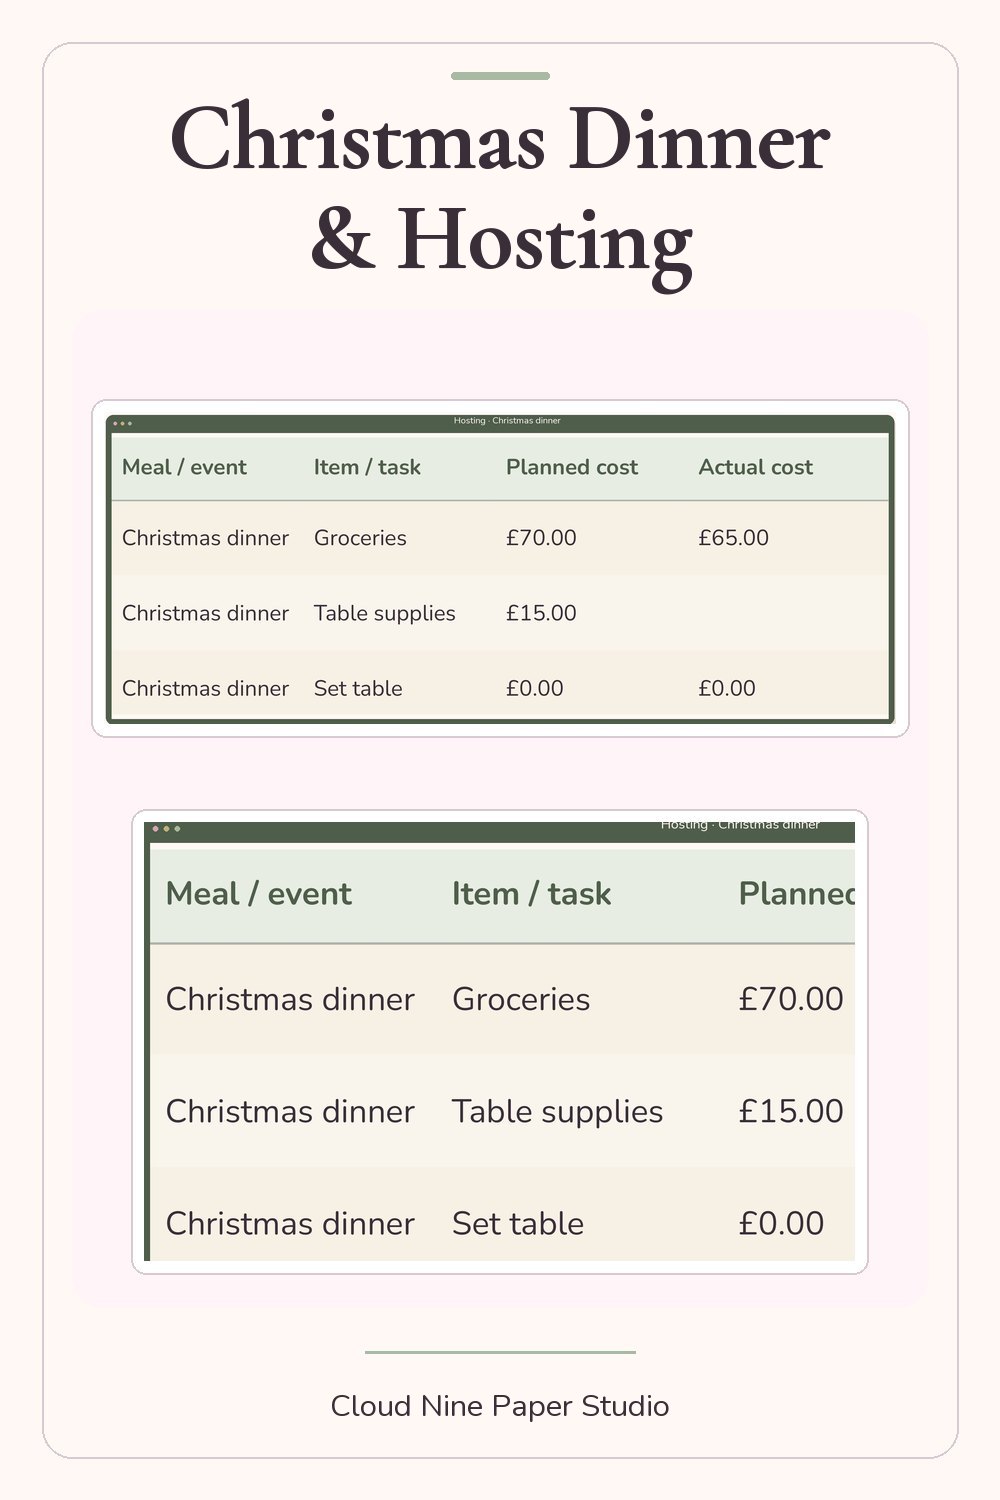 Christmas Dinner
& Hosting
Hosting · Christmas dinner
Meal / event Item / task Planned cost Actual cost
Christmas dinner Groceries £70.00 £65.00
Christmas dinner Table supplies £15.00
Christmas dinner Set table £0.00 £0.00
Hosting · Christmas dinner
Meal / event Item / task Planned
Christmas dinner Groceries £70.00
Christmas dinner Table supplies £15.00
Christmas dinner Set table £0.00
Cloud Nine Paper Studio